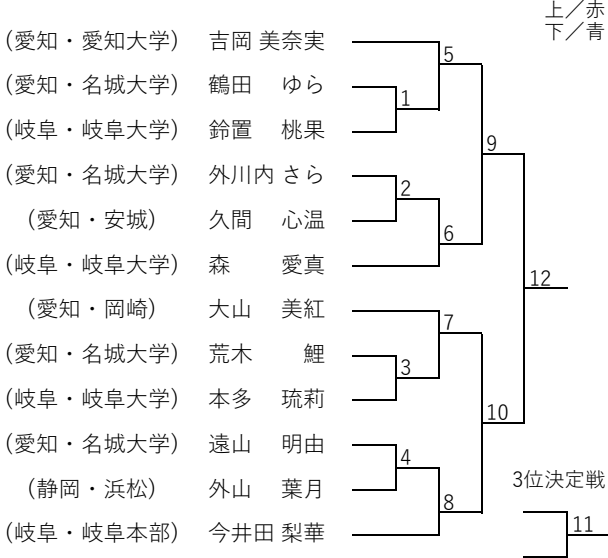 上／赤
下／青
(愛知・愛知大学) 吉岡 美奈実
5
(愛知・名城大学) 鶴田 ゆら
1
(岐阜・岐阜大学) 鈴置 桃果
9
(愛知・名城大学) 外川内 さら
2
(愛知・安城) 久間 心温
6
(岐阜・岐阜大学) 森 愛真
12
(愛知・岡崎) 大山 美紅
7
(愛知・名城大学) 荒木 鯉
3
(岐阜・岐阜大学) 本多 琉莉
10
(愛知・名城大学) 遠山 明由
4
(静岡・浜松) 外山 葉月
3位決定戦
8
11
(岐阜・岐阜本部) 今井田 梨華